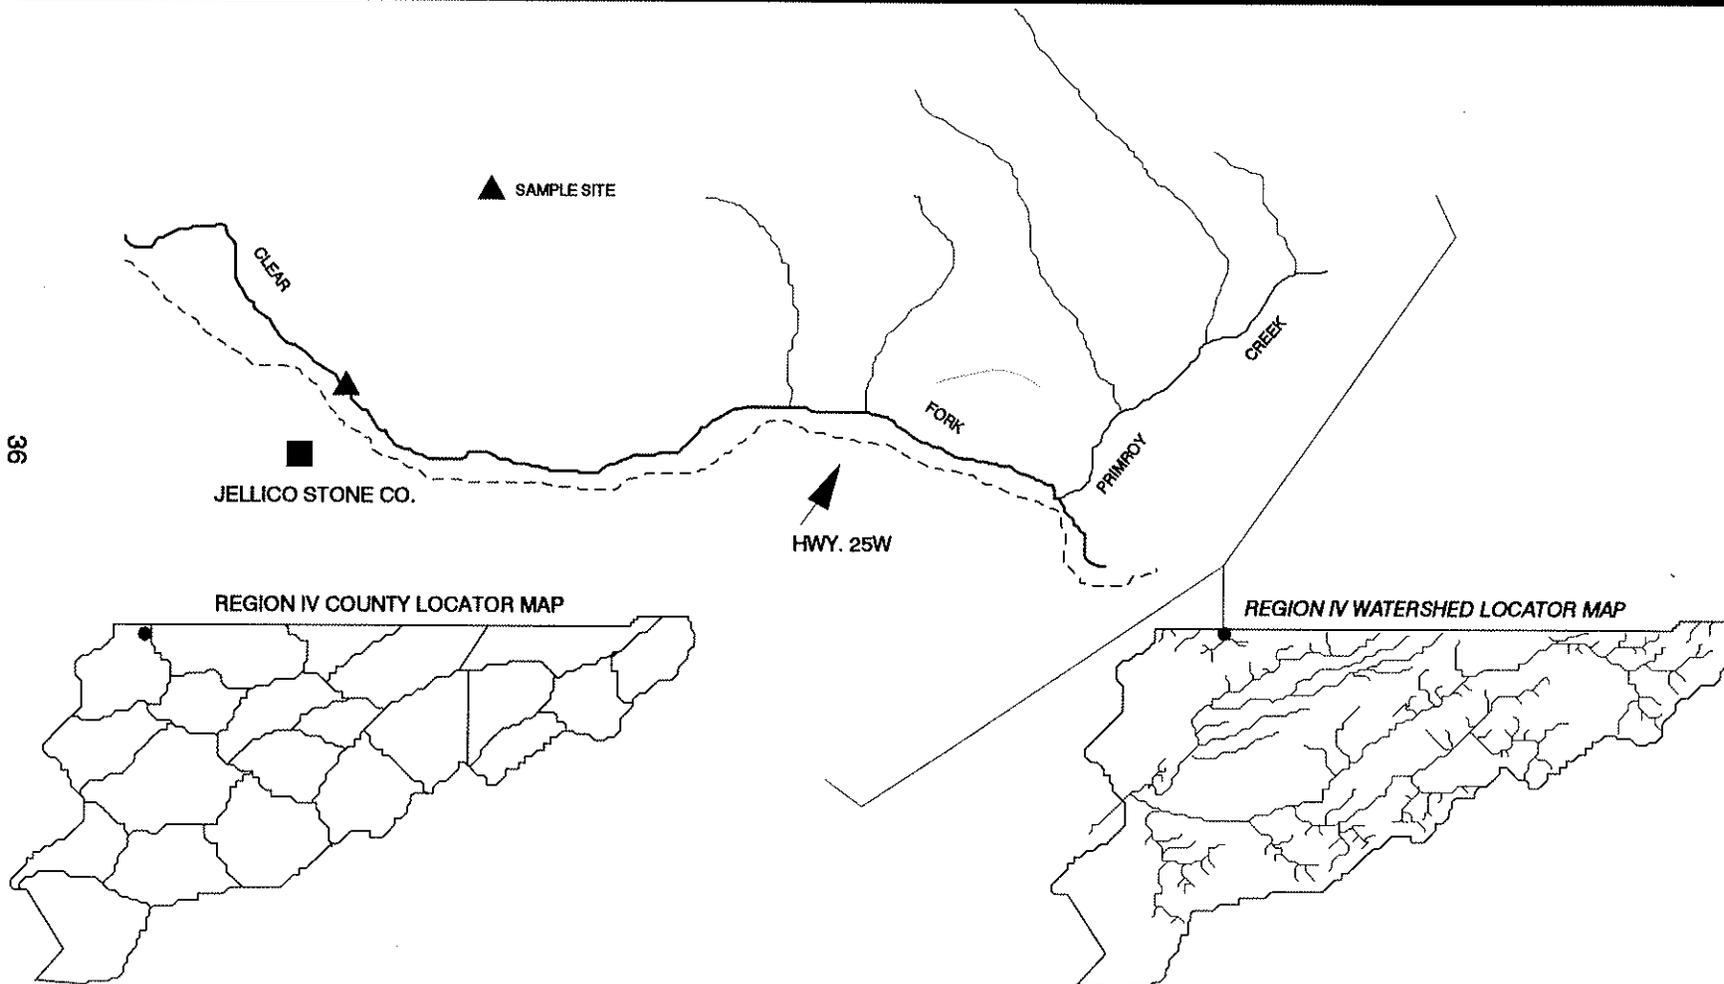 SAMPLE SITE
CLEAR
FORK
CREEK
PRIMROY
36
JELLICO STONE CO.
HWY. 25W
REGION IV COUNTY LOCATOR MAP
REGION IV WATERSHED LOCATOR MAP